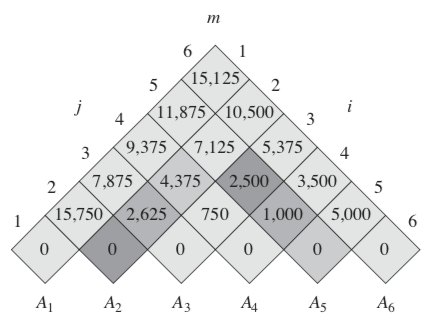 m
6 1
15,125
5 2
j 11,875 10,500 i
4 3
9,375 7,125 5,375
3 4
7,875 4,375 2,500 3,500
2 5
15,750 2,625 750 1,000 5,000
1 6
0 0 0 0 0 0
A1 A2 A3 A4 A5 A6